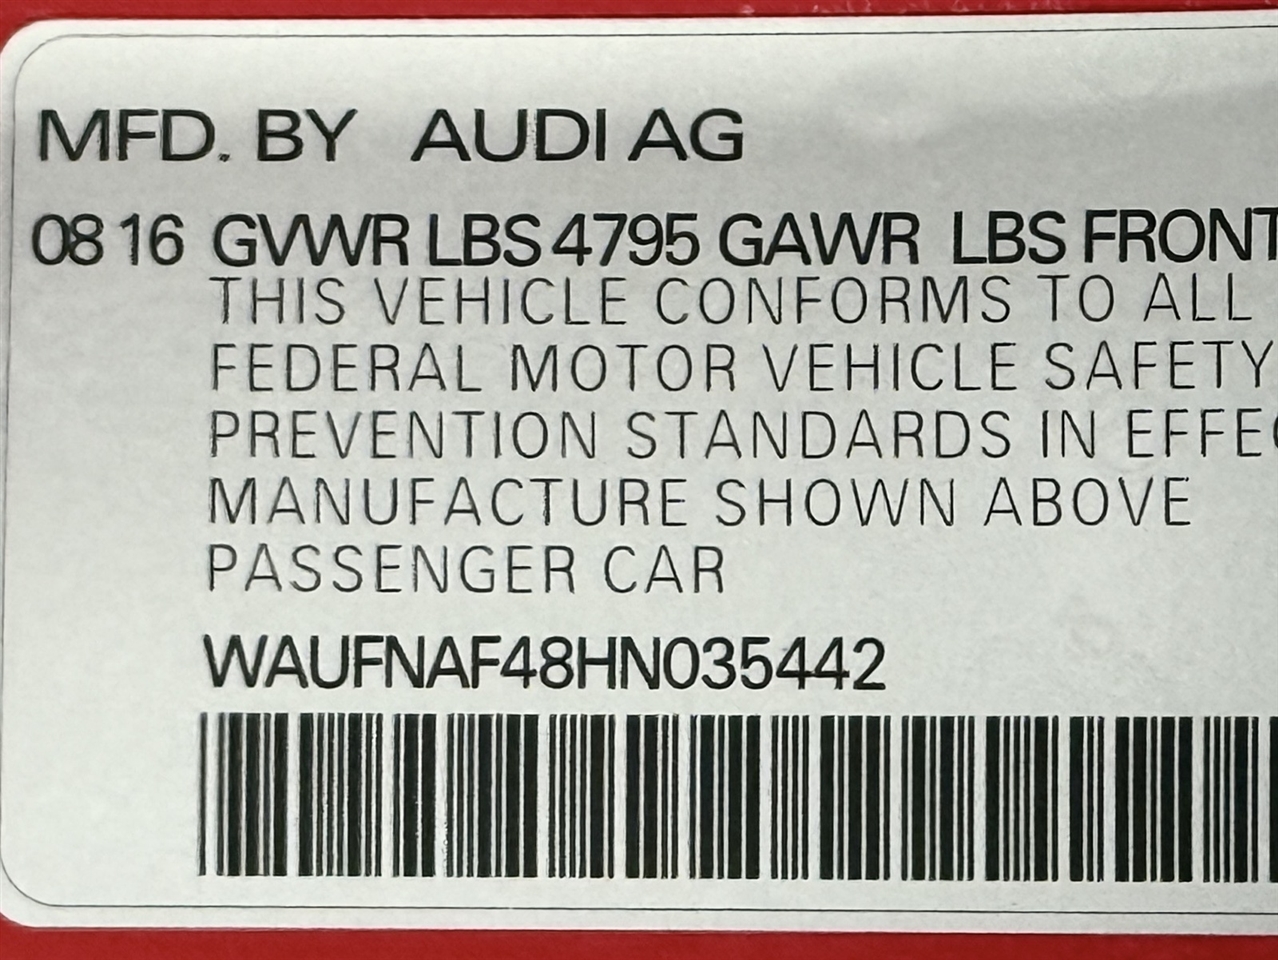 MFD. BY AUDI AG
08 16 GVWR LBS 4795 GAWR LBS FRONT
THIS VEHICLE CONFORMS TO ALL
FEDERAL MOTOR VEHICLE SAFETY
PREVENTION STANDARDS IN EFFEC
MANUFACTURE SHOWN ABOVE
PASSENGER CAR
WAUFNAF48HN035442